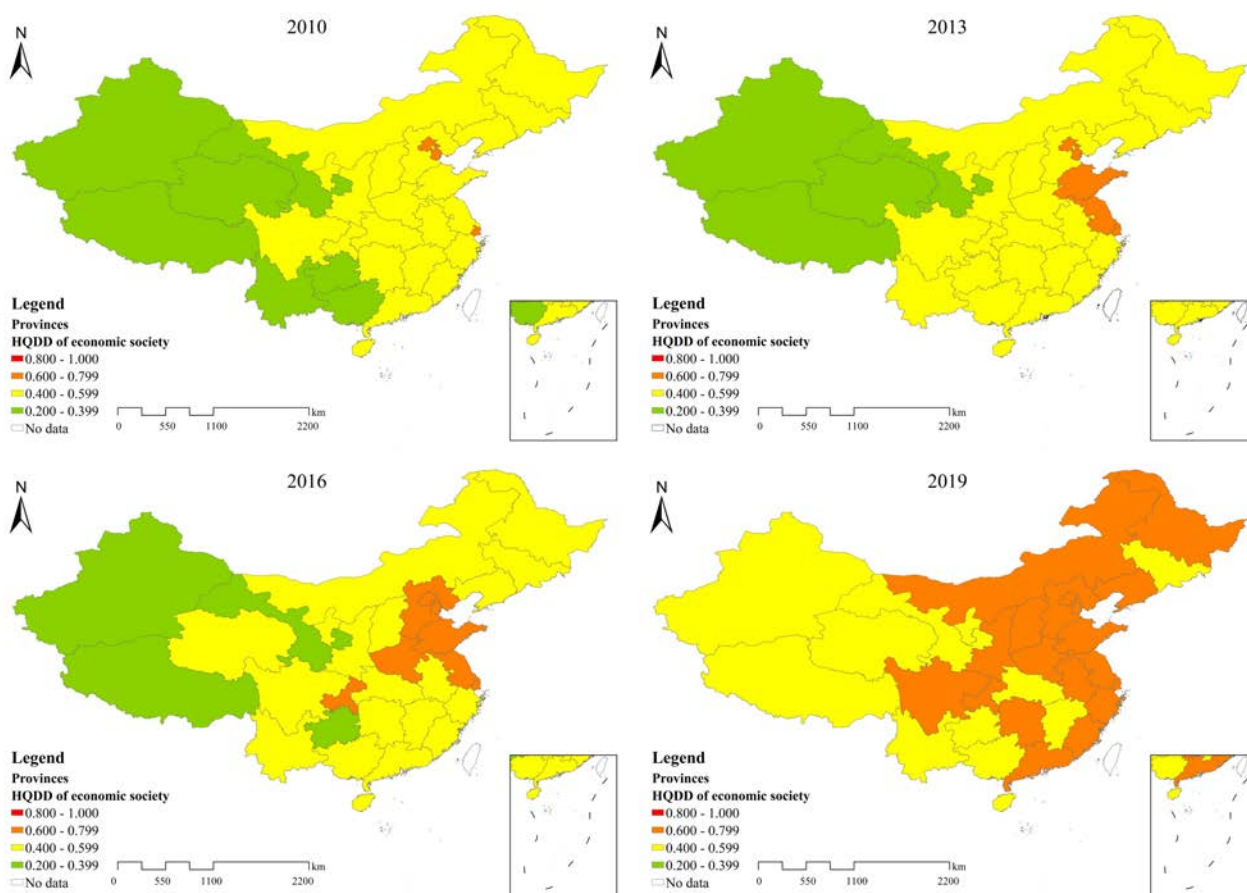 N
2010
Legend
Provinces
HQDD of economic society
0.800 - 1.000
0.600 - 0.799
0.400 - 0.599
0.200 - 0.399
No data
km
0 550 1100 2200
N
2013
Legend
Provinces
HQDD of economic society
0.800 - 1.000
0.600 - 0.799
0.400 - 0.599
0.200 - 0.399
No data
km
0 550 1100 2200
N
2016
Legend
Provinces
HQDD of economic society
0.800 - 1.000
0.600 - 0.799
0.400 - 0.599
0.200 - 0.399
No data
km
0 550 1100 2200
N
2019
Legend
Provinces
HQDD of economic society
0.800 - 1.000
0.600 - 0.799
0.400 - 0.599
0.200 - 0.399
No data
km
0 550 1100 2200